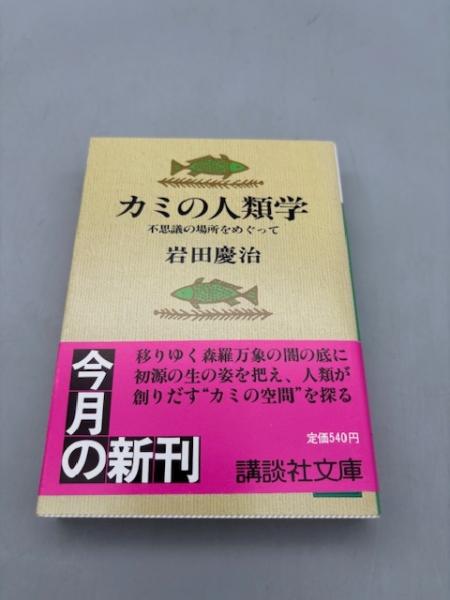 カミの人類学
不思議の場所をめぐって
岩田慶治
今月の新刊
移りゆく森羅万象の闇の底に
初源の生の姿を把え、人類が
創りだす“カミの空間”を探る
定価540円
講談社文庫